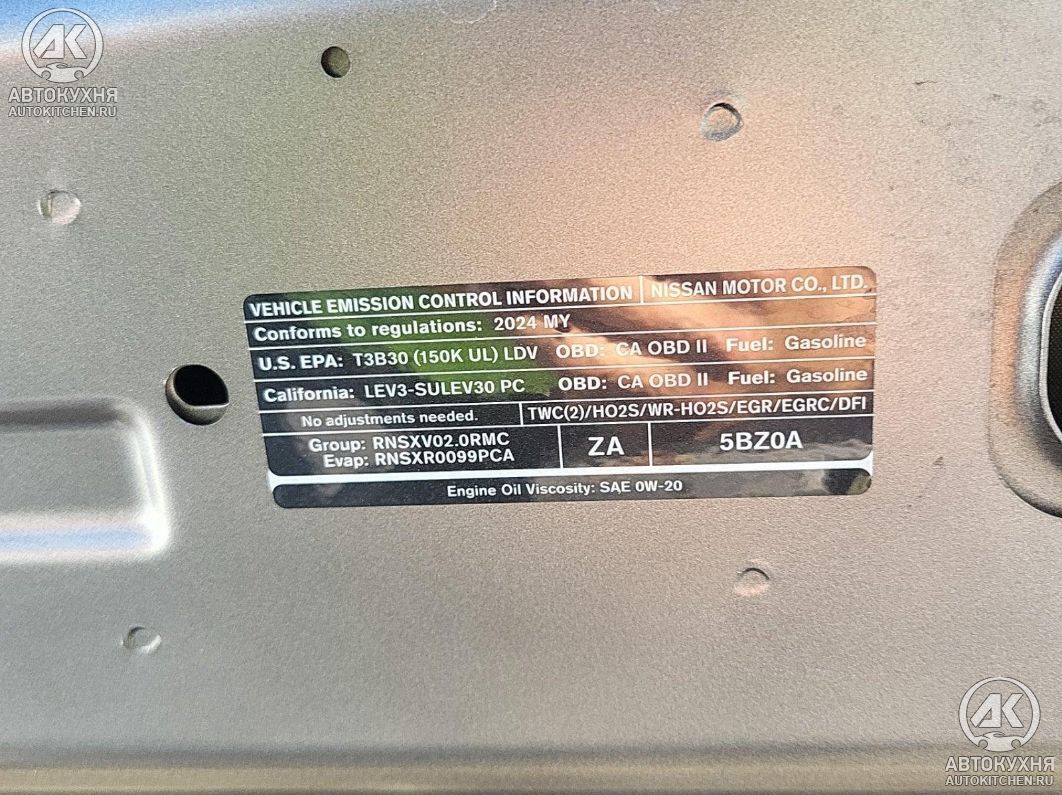 АК
АВТОКУХНЯ
AUTOKITCHEN.RU
VEHICLE EMISSION CONTROL INFORMATION NISSAN MOTOR CO., LTD.
Conforms to regulations: 2024 MY
U.S. EPA: T3B30 (150K UL) LDV OBD: CA OBD II Fuel: Gasoline
California: LEV3-SULEV30 PC OBD: CA OBD II Fuel: Gasoline
No adjustments needed. TWC(2)/HO2S/WR-HO2S/EGR/EGRC/DFI
Group: RNSXV02.0RMC
Evap: RNSXR0099PCA
ZA
5BZ0A
Engine Oil Viscosity: SAE 0W-20
АК
АВТОКУХНЯ
AUTOKITCHEN.RU